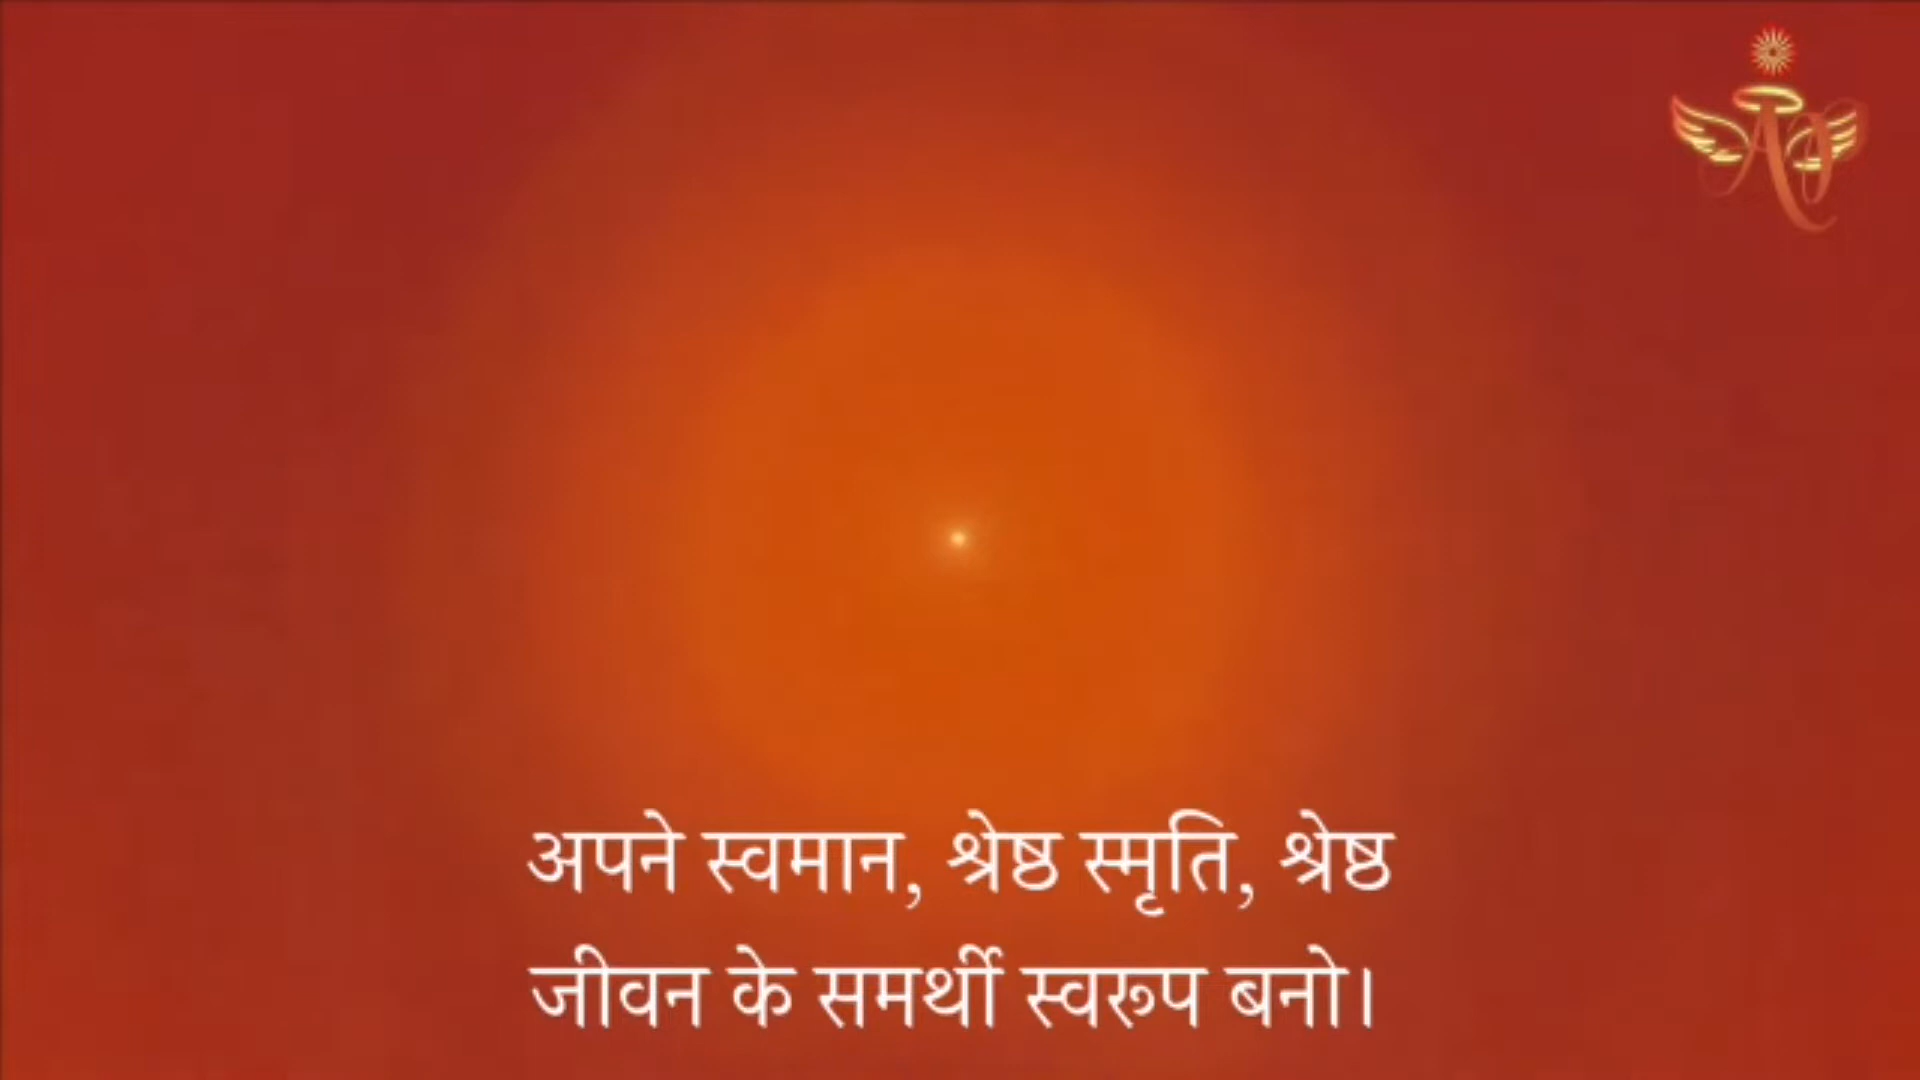 अपने स्वमान, श्रेष्ठ स्मृति, श्रेष्ठ
जीवन के समर्थी स्वरूप बनो।